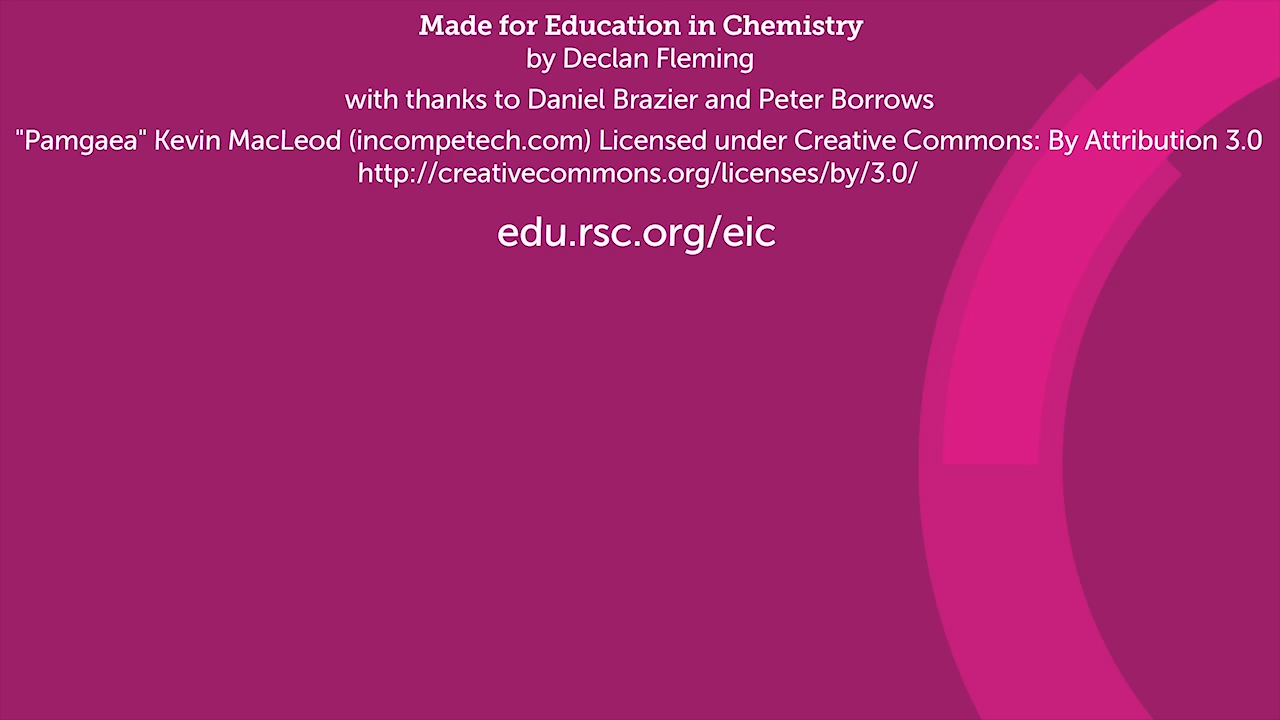 Made for Education in Chemistry
by Declan Fleming
with thanks to Daniel Brazier and Peter Borrows
"Pamgaea" Kevin MacLeod (incompetech.com) Licensed under Creative Commons: By Attribution 3.0
http://creativecommons.org/licenses/by/3.0/
edu.rsc.org/eic